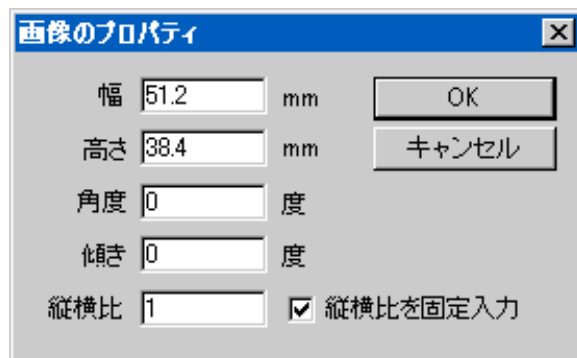 画像のプロパティ
幅 51.2 mm OK
高さ 38.4 mm キャンセル
角度 0 度
傾き 0 度
縦横比 1 縦横比を固定入力